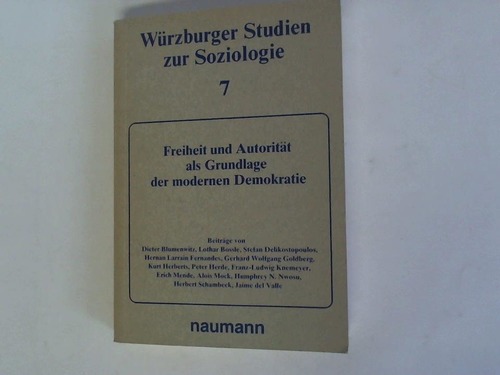 Würzburger Studien
zur Soziologie
7
Freiheit und Autorität
als Grundlage
der modernen Demokratie
Beiträge von
Dieter Blumenwitz, Lothar Bossle, Stefan Delikostopoulos,
Hernan Larrain Fernandes, Gerhard Wolfgang Goldberg,
Kurt Herberts, Peter Herde, Franz-Ludwig Knemeyer,
Erich Mende, Alois Mock, Humphrey N. Nwosu,
Herbert Schambeck, Jaime del Valle
naumann